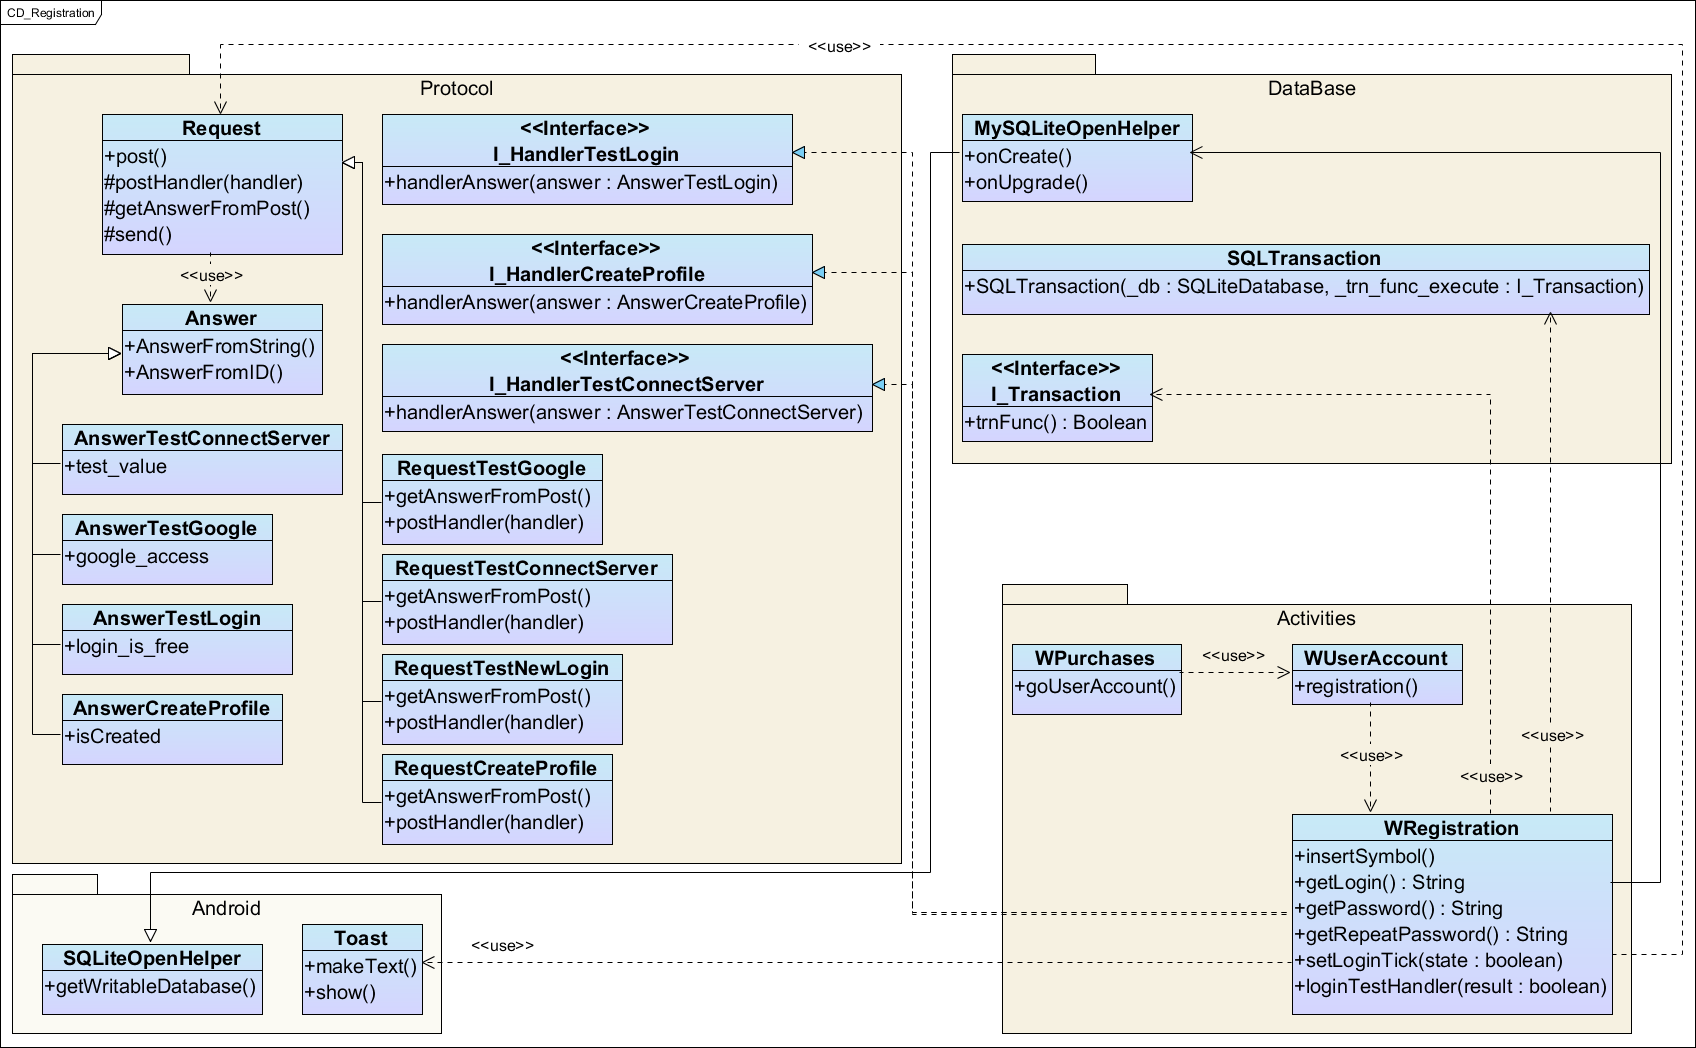 CD_Registration
<<use>>
Protocol
Request
+post()
#postHandler(handler)
#getAnswerFromPost()
#send()
<<use>>
Answer
+AnswerFromString()
+AnswerFromID()
AnswerTestConnectServer
+test_value
AnswerTestGoogle
+google_access
AnswerTestLogin
+login_is_free
AnswerCreateProfile
+isCreated
<<Interface>>
I_HandlerTestLogin
+handlerAnswer(answer : AnswerTestLogin)
<<Interface>>
I_HandlerCreateProfile
+handlerAnswer(answer : AnswerCreateProfile)
<<Interface>>
I_HandlerTestConnectServer
+handlerAnswer(answer : AnswerTestConnectServer)
RequestTestGoogle
+getAnswerFromPost()
+postHandler(handler)
RequestTestConnectServer
+getAnswerFromPost()
+postHandler(handler)
RequestTestNewLogin
+getAnswerFromPost()
+postHandler(handler)
RequestCreateProfile
+getAnswerFromPost()
+postHandler(handler)
DataBase
MySQLiteOpenHelper
+onCreate()
+onUpgrade()
SQLTransaction
+SQLTransaction(_db : SQLiteDatabase, _trn_func_execute : I_Transaction)
<<Interface>>
I_Transaction
+trnFunc() : Boolean
Activities
WPurchases
+goUserAccount()
<<use>>
WUserAccount
+registration()
<<use>>
<<use>>
<<use>>
WRegistration
+insertSymbol()
+getLogin() : String
+getPassword() : String
+getRepeatPassword() : String
+setLoginTick(state : boolean)
+loginTestHandler(result : boolean)
Android
SQLiteOpenHelper
+getWritableDatabase()
Toast
+makeText()
+show()
<<use>>